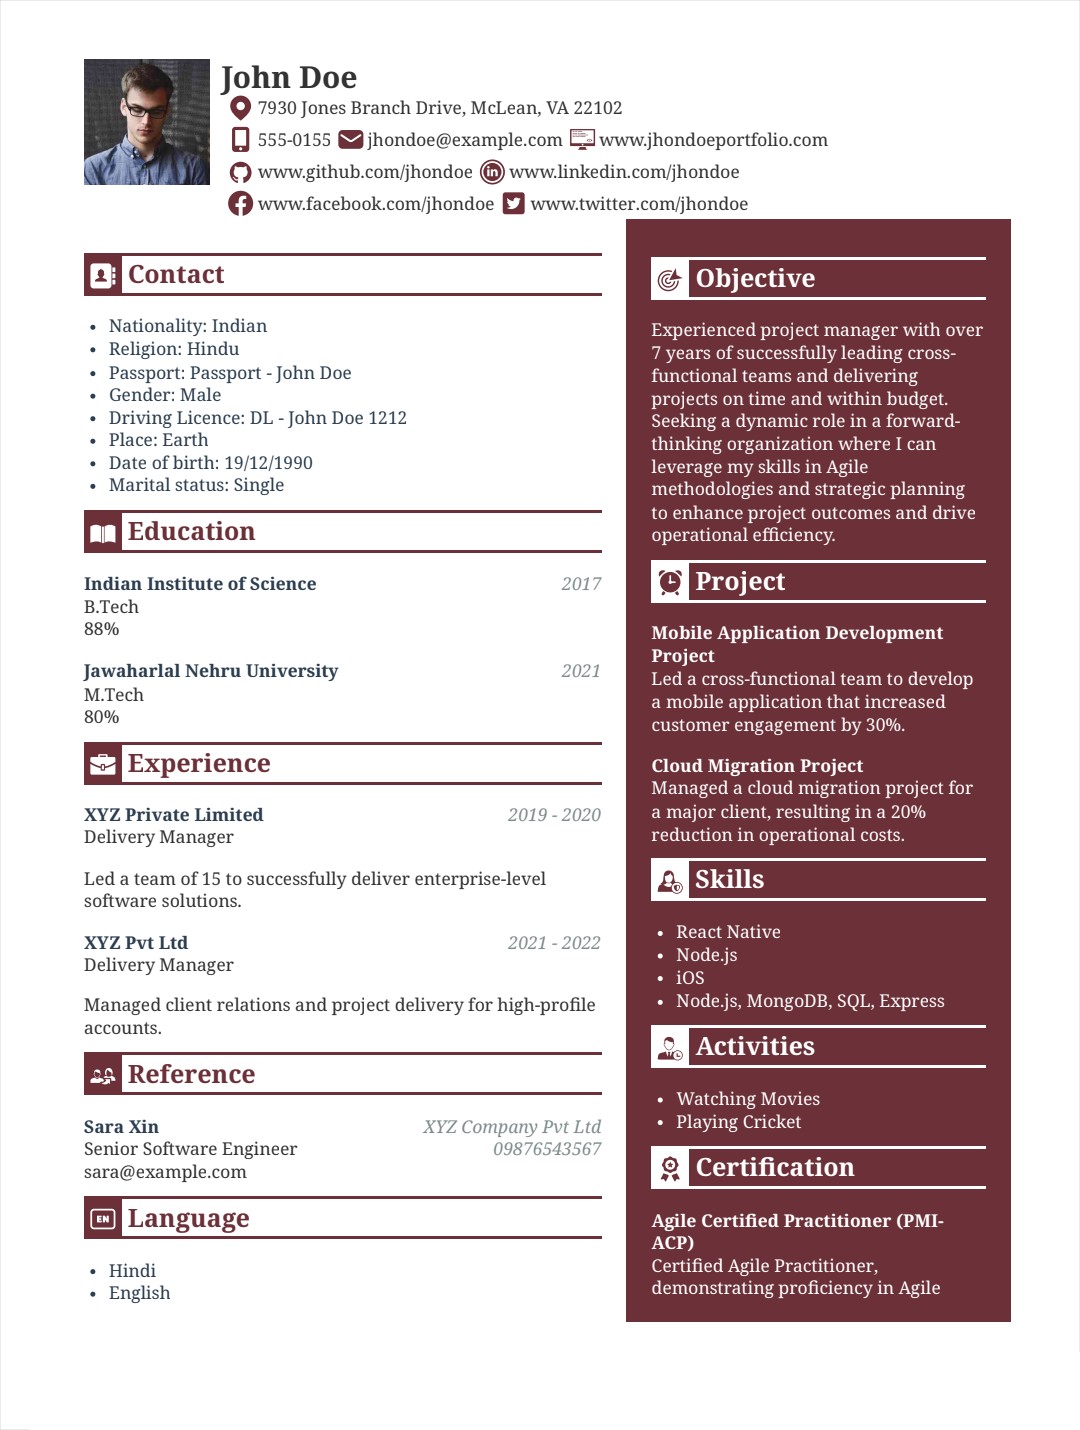 John Doe
7930 Jones Branch Drive, McLean, VA 22102
555-0155 jhondoe@example.com www.jhondoeportfolio.com
www.github.com/jhondoe www.linkedin.com/jhondoe
www.facebook.com/jhondoe www.twitter.com/jhondoe
Contact
• Nationality: Indian
• Religion: Hindu
• Passport: Passport - John Doe
• Gender: Male
• Driving Licence: DL - John Doe 1212
• Place: Earth
• Date of birth: 19/12/1990
• Marital status: Single
Education
Indian Institute of Science 2017
B.Tech
88%
Jawaharlal Nehru University 2021
M.Tech
80%
Experience
XYZ Private Limited 2019 - 2020
Delivery Manager
Led a team of 15 to successfully deliver enterprise-level
software solutions.
XYZ Pvt Ltd 2021 - 2022
Delivery Manager
Managed client relations and project delivery for high-profile
accounts.
Reference
Sara Xin XYZ Company Pvt Ltd
Senior Software Engineer 09876543567
sara@example.com
EN Language
• Hindi
• English
Objective
Experienced project manager with over
7 years of successfully leading cross-
functional teams and delivering
projects on time and within budget.
Seeking a dynamic role in a forward-
thinking organization where I can
leverage my skills in Agile
methodologies and strategic planning
to enhance project outcomes and drive
operational efficiency.
Project
Mobile Application Development
Project
Led a cross-functional team to develop
a mobile application that increased
customer engagement by 30%.
Cloud Migration Project
Managed a cloud migration project for
a major client, resulting in a 20%
reduction in operational costs.
Skills
• React Native
• Node.js
• iOS
• Node.js, MongoDB, SQL, Express
Activities
• Watching Movies
• Playing Cricket
Certification
Agile Certified Practitioner (PMI-
ACP)
Certified Agile Practitioner,
demonstrating proficiency in Agile